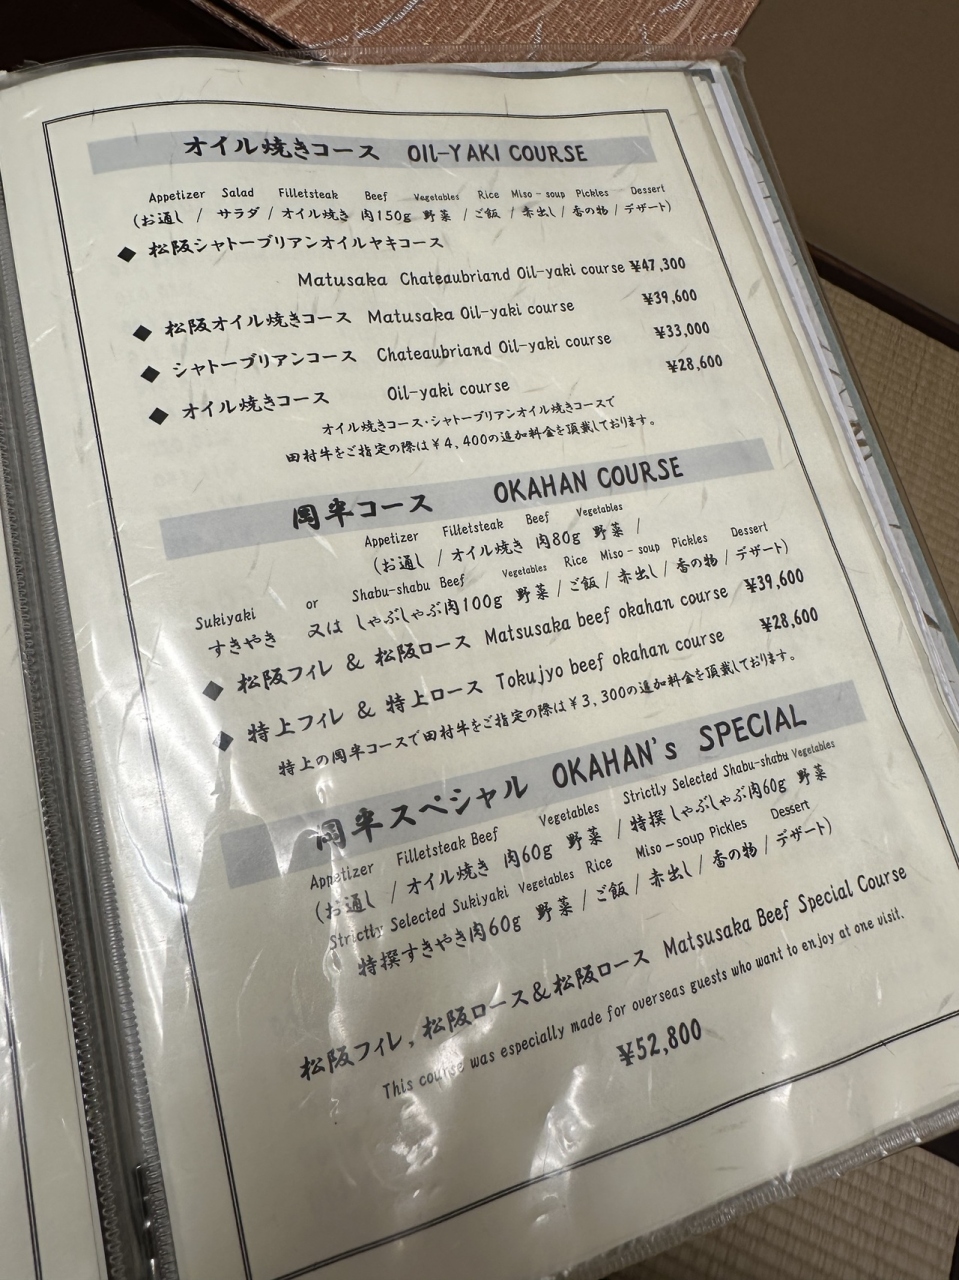 オイル焼きコース OIL-YAKI COURSE
Appetizer Salad Filletsteak Beef Vegetables Rice Miso-soup Pickles Dessert
(お通し / サラダ / オイル焼き 肉150g 野菜 / ご飯 / 赤出し / 香の物 / デザート)
◆ 松阪シャトーブリアンオイルヤキコース
Matusaka Chateaubriand Oil-yaki course ¥47,300
◆ 松阪オイル焼きコース Matusaka Oil-yaki course ¥39,600
◆ シャトーブリアンコース Chateaubriand Oil-yaki course ¥33,000
◆ オイル焼きコース Oil-yaki course ¥28,600
オイル焼きコース・シャトーブリアンオイル焼きコースで
田村牛をご指定の際は¥4,400の追加料金を頂戴しております。
岡半コース OKAHAN COURSE
Appetizer Filletsteak Beef Vegetables
(お通し / オイル焼き 肉80g 野菜 /
Sukiyaki or Shabu-shabu Beef Vegetables Rice Miso-soup Pickles Dessert
すきやき 又は しゃぶしゃぶ肉100g 野菜 / ご飯 / 赤出し / 香の物 / デザート)
◆ 松阪フィレ & 松阪ロース Matsusaka beef okahan course ¥39,600
◆ 特上フィレ & 特上ロース Tokujyo beef okahan course ¥28,600
特上の岡半コースで田村牛をご指定の際は¥3,300の追加料金を頂戴しております。
岡半スペシャル OKAHAN's SPECIAL
Appetizer Filletsteak Beef Vegetables Strictly Selected Shabu-shabu Vegetables
(お通し / オイル焼き 肉60g 野菜 / 特撰しゃぶしゃぶ肉60g 野菜
Strictly Selected Sukiyaki Vegetables Rice Miso-soup Pickles Dessert
特撰すきやき肉60g 野菜 / ご飯 / 赤出し / 香の物 / デザート)
松阪フィレ,松阪ロース&松阪ロース Matsusaka Beef Special Course
This course was especially made for overseas guests who want to enjoy at one visit.
¥52,800